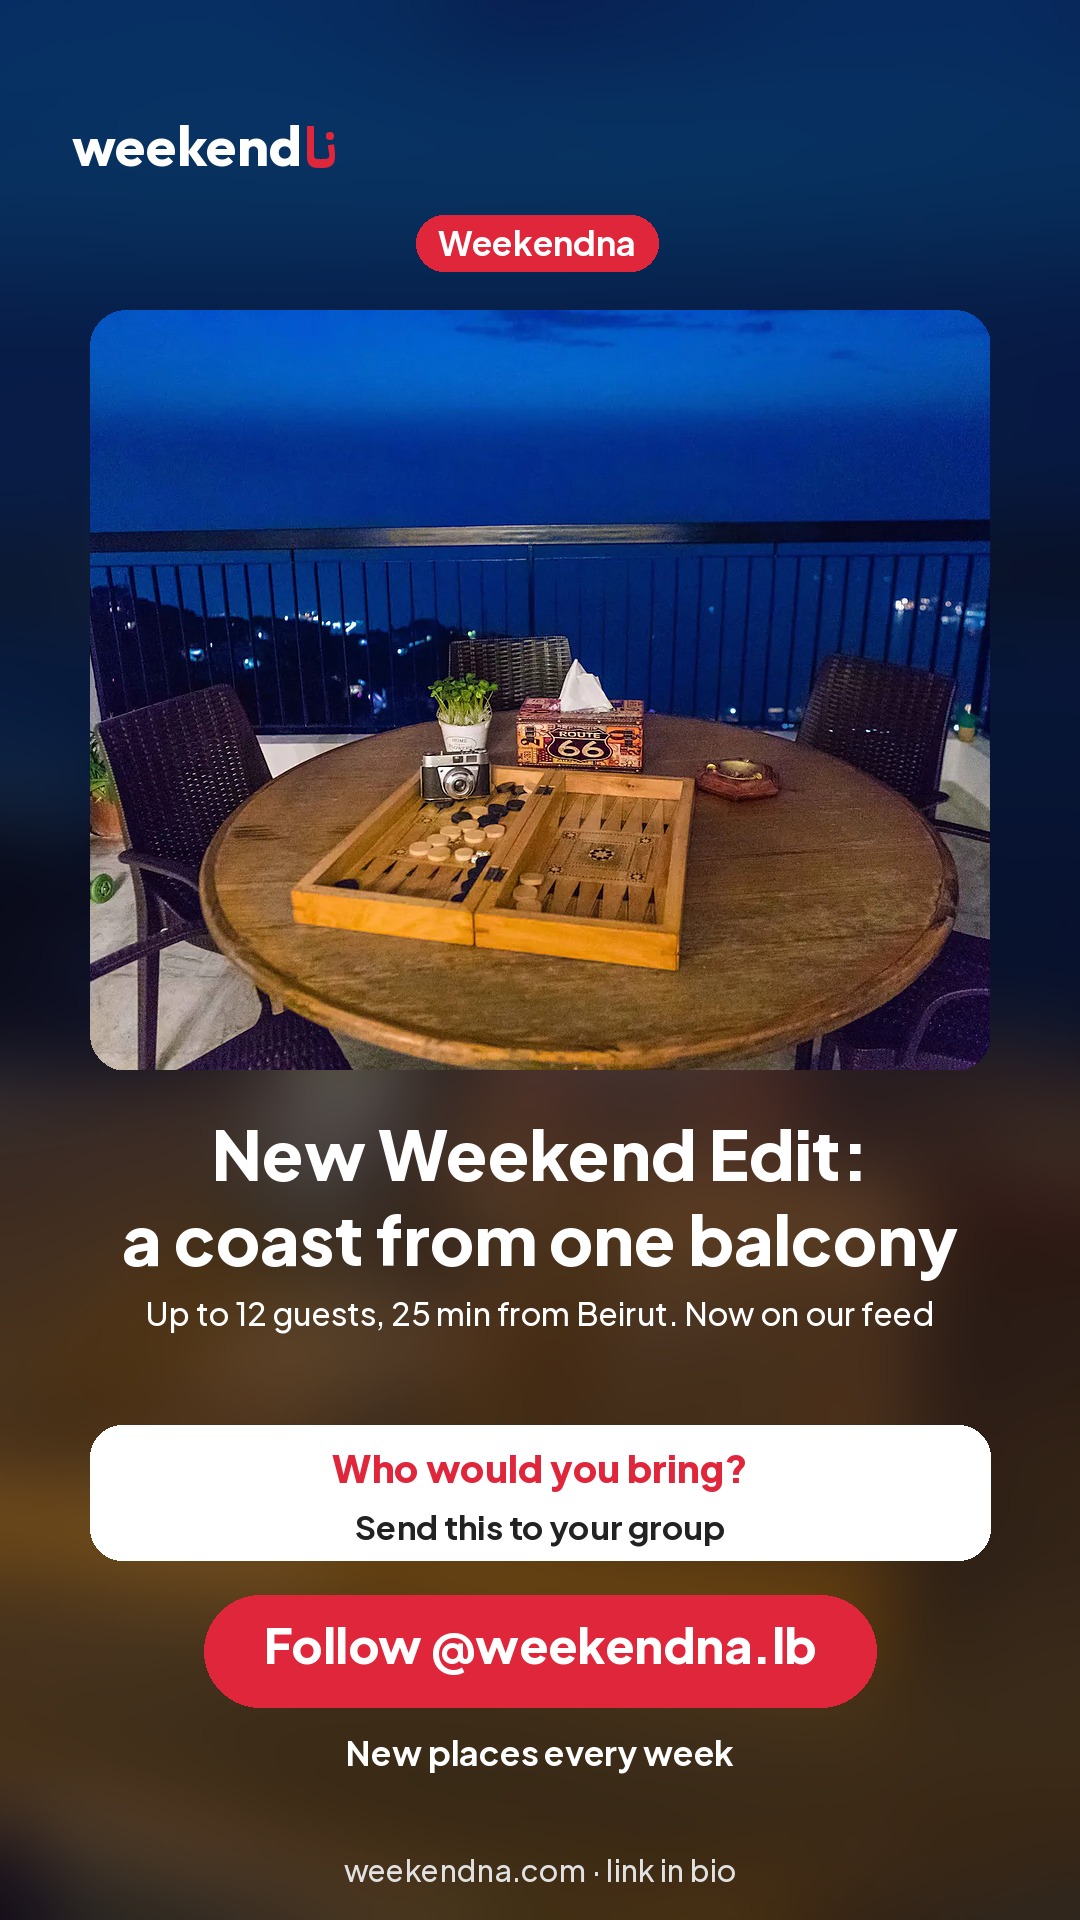 weekendنا
Weekendna
ROUTE
66
New Weekend Edit:
a coast from one balcony
Up to 12 guests, 25 min from Beirut. Now on our feed
Who would you bring?
Send this to your group
Follow @weekendna.lb
New places every week
weekendna.com · link in bio